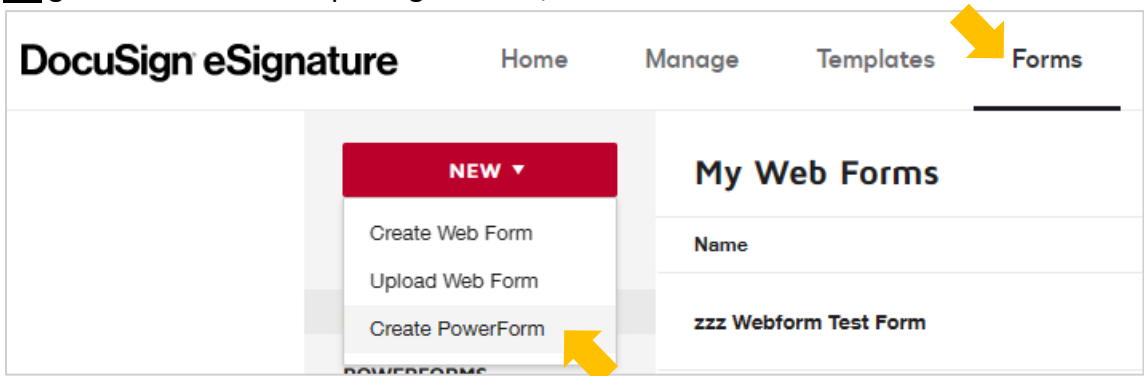 DocuSign eSignature Home Manage Templates Forms
NEW ▼
My Web Forms
Create Web Form
Name
Upload Web Form
Create PowerForm
zzz Webform Test Form
POWERFORMS